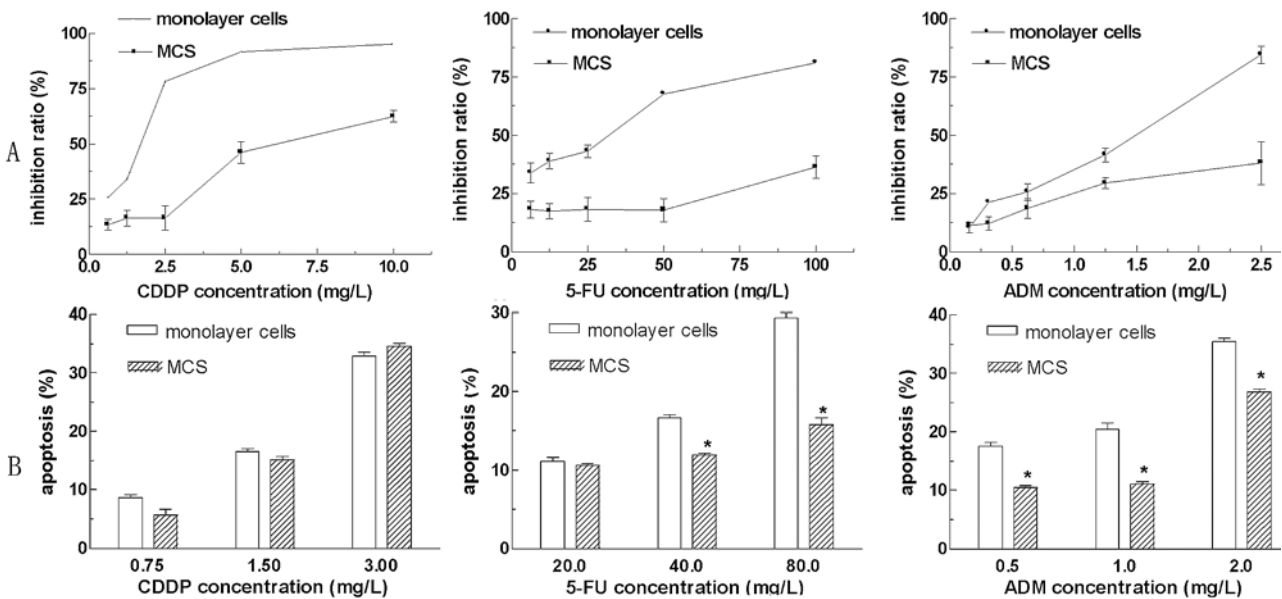 A
monolayer cells
MCS
inhibition ratio (%)
100
75
50
25
0
0.0 2.5 5.0 7.5 10.0
CDDP concentration (mg/L)
monolayer cells
MCS
inhibition ratio (%)
100
75
50
25
0
0 25 50 75 100
5-FU concentration (mg/L)
monolayer cells
MCS
inhibition ratio (%)
100
75
50
25
0
0.0 0.5 1.0 1.5 2.0 2.5
ADM concentration (mg/L)
B
monolayer cells
MCS
apoptosis (%)
40
30
20
10
0
0.75 1.50 3.00
CDDP concentration (mg/L)
monolayer cells
MCS
apoptosis (%)
30
20
10
0
* *
20.0 40.0 80.0
5-FU concentration (mg/L)
monolayer cells
MCS
apoptosis (%)
40
30
20
10
0
* * *
0.5 1.0 2.0
ADM concentration (mg/L)